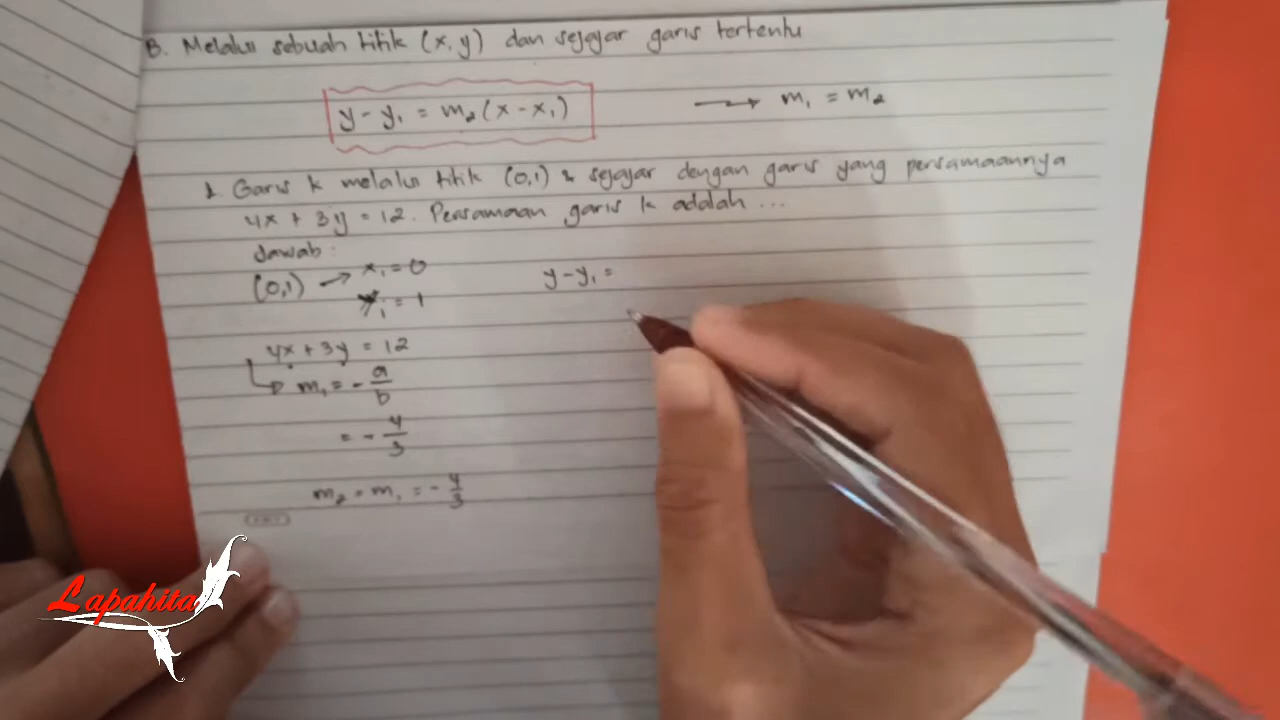 B. Melalui sebuah titik (x, y) dan sejajar garis tertentu
y - y₁ = m₂ (x - x₁) → m₁ = m₂
1. Garis k melalui titik (0,1) & sejajar dengan garis yang persamaannya
4x + 3y = 12. Persamaan garis k adalah ...
Jawab :
(0,1) → x₁ = 0
y₁ = 1
y - y₁ =
4x + 3y = 12
↳ m₁ = - a/b
= - 4/3
m₂ = m₁ = - 4/3
Lapahita